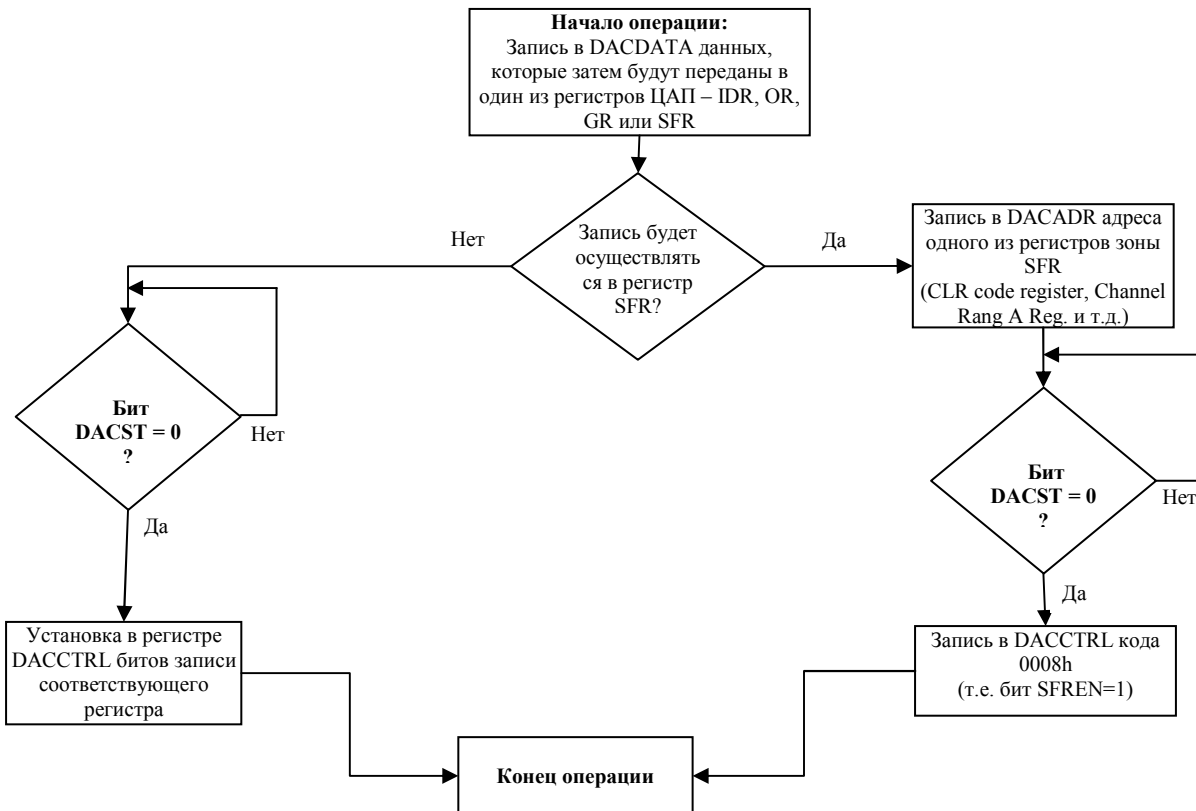 Начало операции:
Запись в DACDATA данных,
которые затем будут переданы в
один из регистров ЦАП – IDR, OR,
GR или SFR
Запись будет
осуществлять
ся в регистр
SFR?
Нет
Да
Запись в DACADR адреса
одного из регистров зоны
SFR
(CLR code register, Channel
Rang A Reg. и т.д.)
Бит
DACST = 0
?
Нет
Да
Бит
DACST = 0
?
Нет
Да
Установка в регистре
DACCTRL битов записи
соответствующего
регистра
Запись в DACCTRL кода
0008h
(т.е. бит SFREN=1)
Конец операции